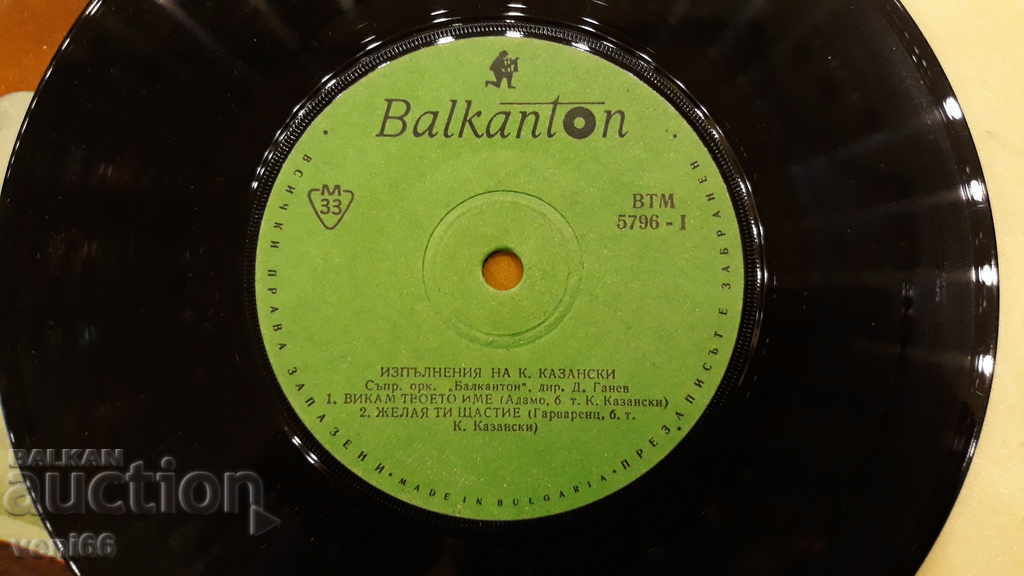 Balkanton
М
33
ВТМ
5796 - I
ИЗПЪЛНЕНИЯ НА К. КАЗАНСКИ
Съпр. орк. „Балкантон", дир. Д. Ганев
1. ВИКАМ ТВОЕТО ИМЕ (Адамо, б. т. К. Казански)
2. ЖЕЛАЯ ТИ ЩАСТИЕ (Гарваренц, б. т.
К. Казански)
· ВСИЧКИ ПРАВА ЗАПАЗЕНИ · MADE IN BULGARIA · ПРЕЗАПИСЪТ Е ЗАБРАНЕН ·
BALKAN
auction
veni66